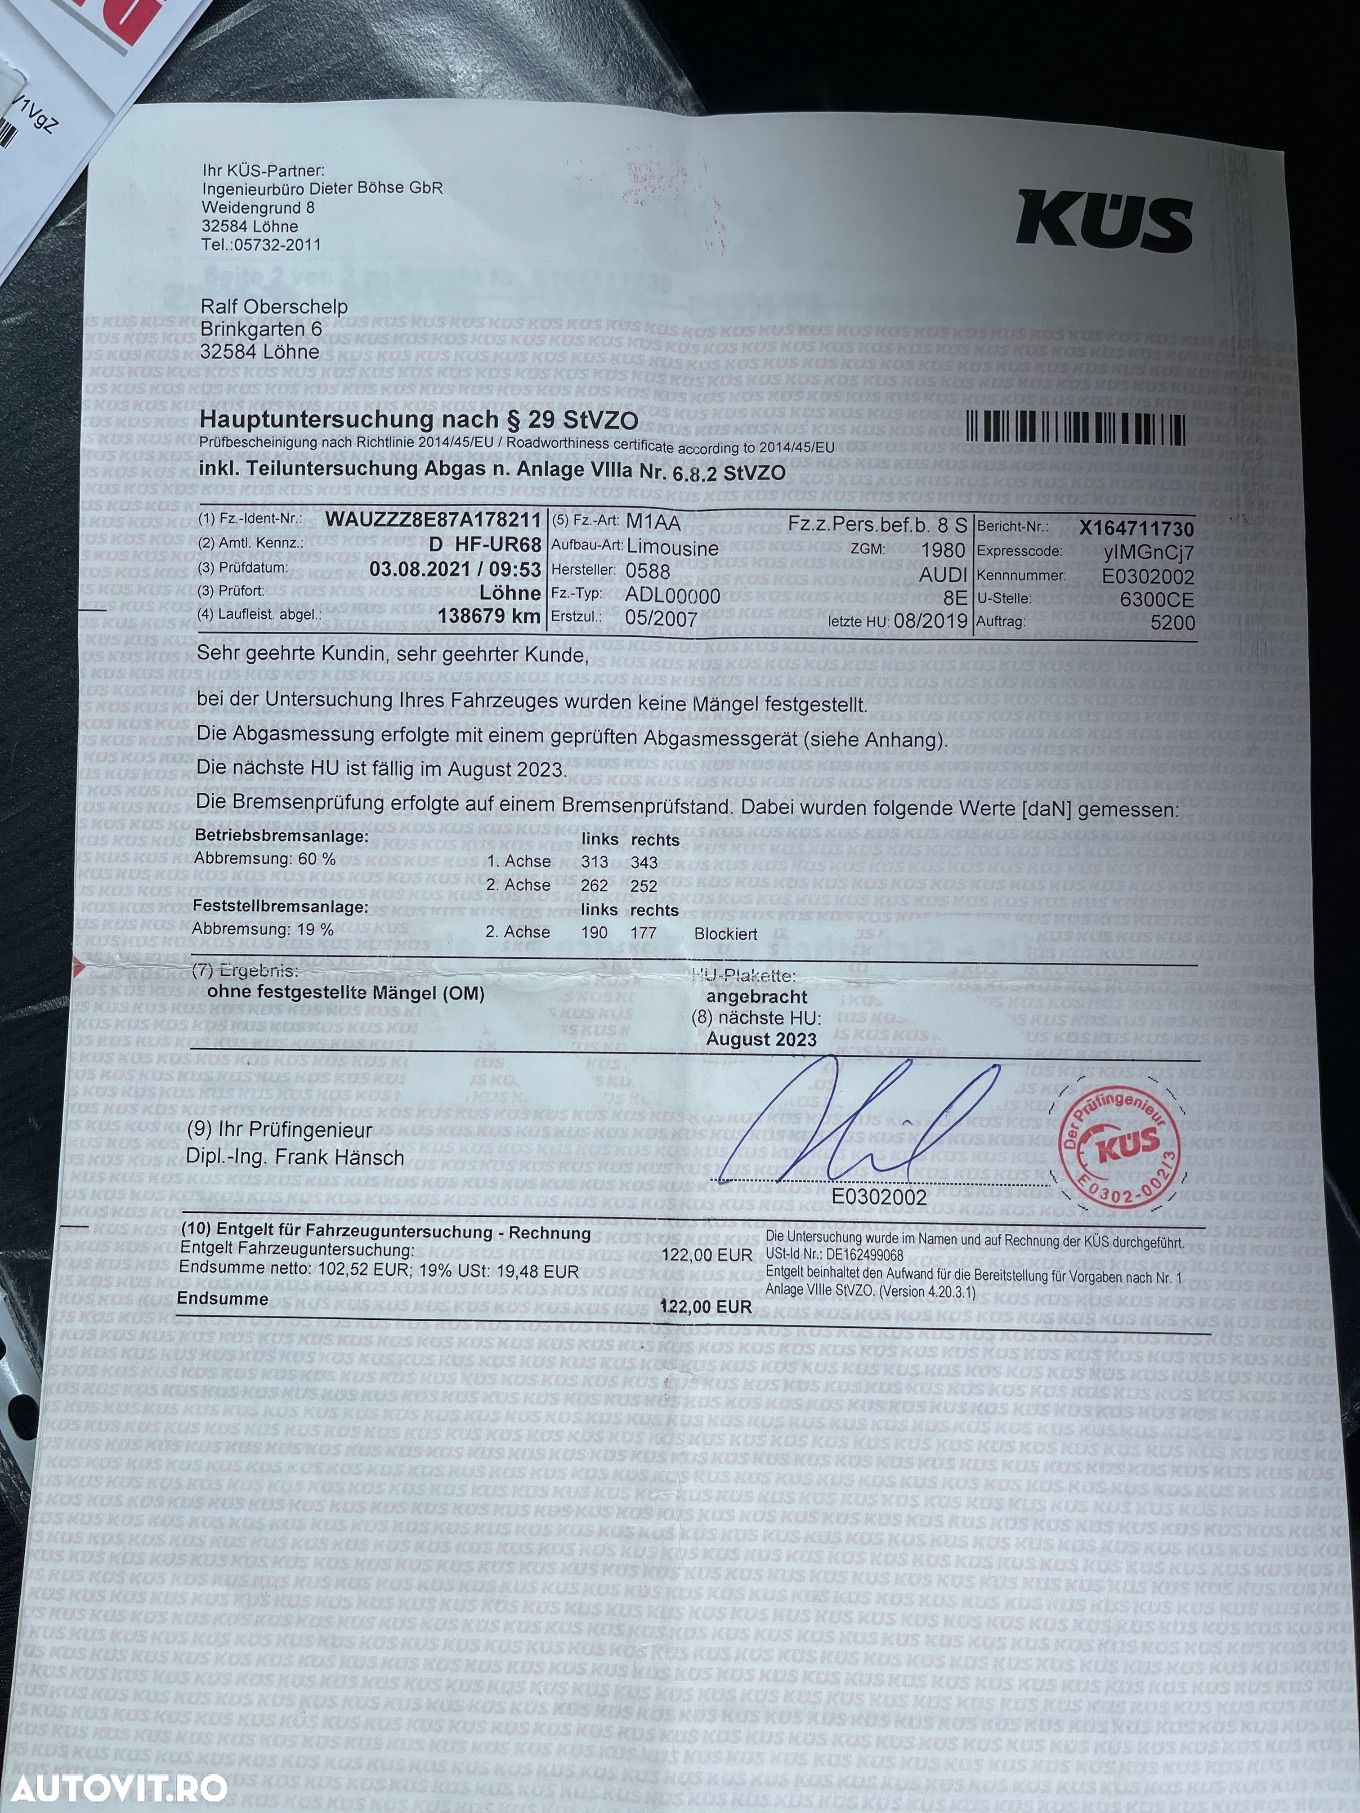 V1VgZ
Ihr KÜS-Partner:
Ingenieurbüro Dieter Böhse GbR
Weidengrund 8
32584 Löhne
Tel.:05732-2011
KÜS
Ralf Oberschelp
Brinkgarten 6
32584 Löhne
Hauptuntersuchung nach § 29 StVZO
Prüfbescheinigung nach Richtlinie 2014/45/EU / Roadworthiness certificate according to 2014/45/EU
inkl. Teiluntersuchung Abgas n. Anlage VIIIa Nr. 6.8.2 StVZO
(1) Fz.-Ident-Nr.: WAUZZZ8E87A178211 (5) Fz.-Art: M1AA Fz.z.Pers.bef.b. 8 S Bericht-Nr.: X164711730
(2) Amtl. Kennz.: D HF-UR68 Aufbau-Art: Limousine ZGM: 1980 Expresscode: yIMGnCj7
(3) Prüfdatum: 03.08.2021 / 09:53 Hersteller: 0588 AUDI Kennnummer: E0302002
(3) Prüfort: Löhne Fz.-Typ: ADL00000 8E U-Stelle: 6300CE
(4) Laufleist. abgel.: 138679 km Erstzul.: 05/2007 letzte HU: 08/2019 Auftrag: 5200
Sehr geehrte Kundin, sehr geehrter Kunde,
bei der Untersuchung Ihres Fahrzeuges wurden keine Mängel festgestellt.
Die Abgasmessung erfolgte mit einem geprüften Abgasmessgerät (siehe Anhang).
Die nächste HU ist fällig im August 2023.
Die Bremsenprüfung erfolgte auf einem Bremsenprüfstand. Dabei wurden folgende Werte [daN] gemessen:
Betriebsbremsanlage: links rechts
Abbremsung: 60 % 1. Achse 313 343
2. Achse 262 252
Feststellbremsanlage: links rechts
Abbremsung: 19 % 2. Achse 190 177 Blockiert
(7) Ergebnis: HU-Plakette:
ohne festgestellte Mängel (OM) angebracht
(8) nächste HU:
August 2023
(9) Ihr Prüfingenieur
Dipl.-Ing. Frank Hänsch
E0302002
Der Prüfingenieur
KÜS
E0302-002/3
(10) Entgelt für Fahrzeuguntersuchung - Rechnung
Entgelt Fahrzeuguntersuchung: 122,00 EUR
Endsumme netto: 102,52 EUR; 19% USt: 19,48 EUR
Endsumme 122,00 EUR
Die Untersuchung wurde im Namen und auf Rechnung der KÜS durchgeführt.
USt-Id Nr.: DE162499068
Entgelt beinhaltet den Aufwand für die Bereitstellung für Vorgaben nach Nr. 1
Anlage VIIIe StVZO. (Version 4.20.3.1)
AUTOVIT.RO